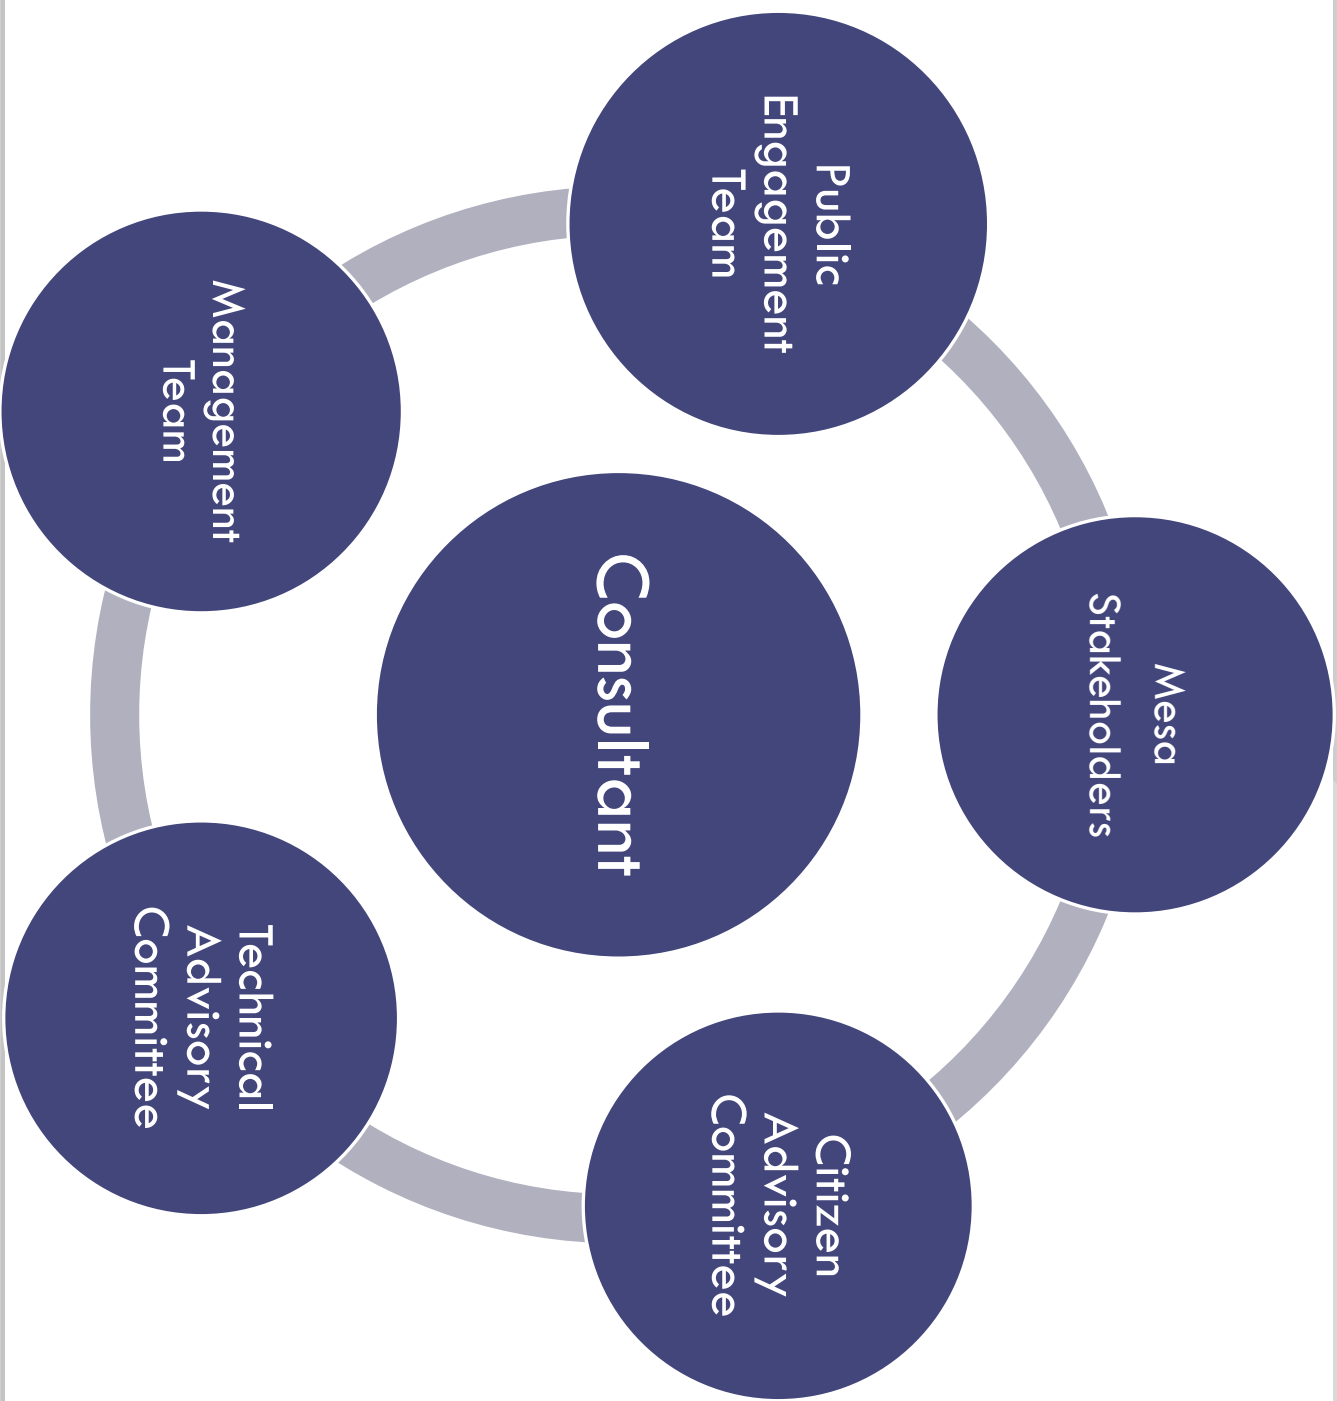 Mesa
Stakeholders
Citizen
Advisory
Committee
Technical
Advisory
Committee
Management
Team
Public
Engagement
Team
Consultant